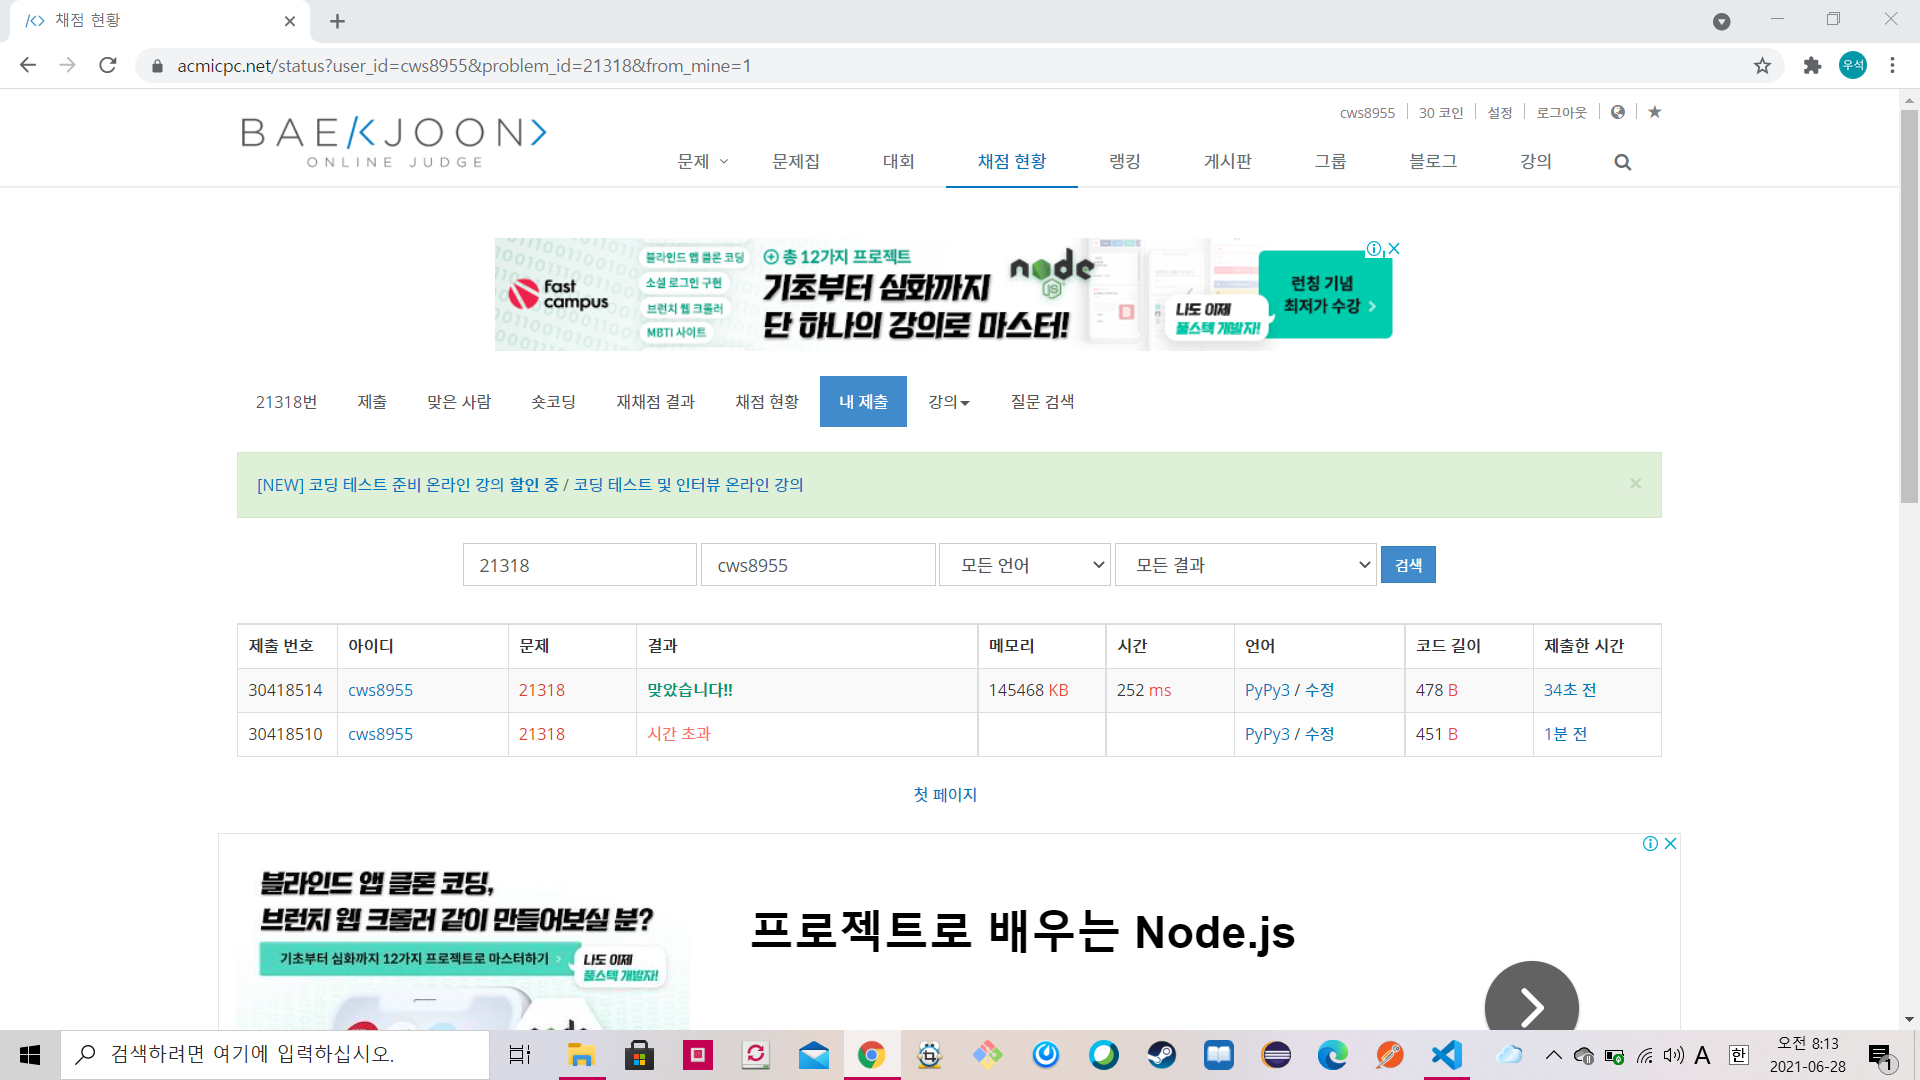 채점 현황
acmicpc.net/status?user_id=cws8955&problem_id=21318&from_mine=1
우석
cws8955 30 코인 설정 로그아웃
BAEKJOON
ONLINE JUDGE
문제 문제집 대회 채점 현황 랭킹 게시판 그룹 블로그 강의
fast campus
블라인드 앱 클론 코딩
소셜 로그인 구현
브런치 웹 크롤러
MBTI 사이트
총 12가지 프로젝트
기초부터 심화까지
단 하나의 강의로 마스터!
node
JS
나도 이제
풀스택 개발자!
런칭 기념
최저가 수강
21318번 제출 맞은 사람 숏코딩 재채점 결과 채점 현황 내 제출 강의 질문 검색
[NEW] 코딩 테스트 준비 온라인 강의 할인 중 / 코딩 테스트 및 인터뷰 온라인 강의 ×
21318 cws8955 모든 언어 모든 결과 검색
제출 번호 아이디 문제 결과 메모리 시간 언어 코드 길이 제출한 시간
30418514 cws8955 21318 맞았습니다!! 145468 KB 252 ms PyPy3 / 수정 478 B 34초 전
30418510 cws8955 21318 시간 초과 PyPy3 / 수정 451 B 1분 전
첫 페이지
블라인드 앱 클론 코딩,
브런치 웹 크롤러 같이 만들어보실 분?
기초부터 심화까지 12가지 프로젝트로 마스터하기
나도 이제
풀스택 개발자!
프로젝트로 배우는 Node.js
검색하려면 여기에 입력하십시오.
A 한
오전 8:13
2021-06-28
1